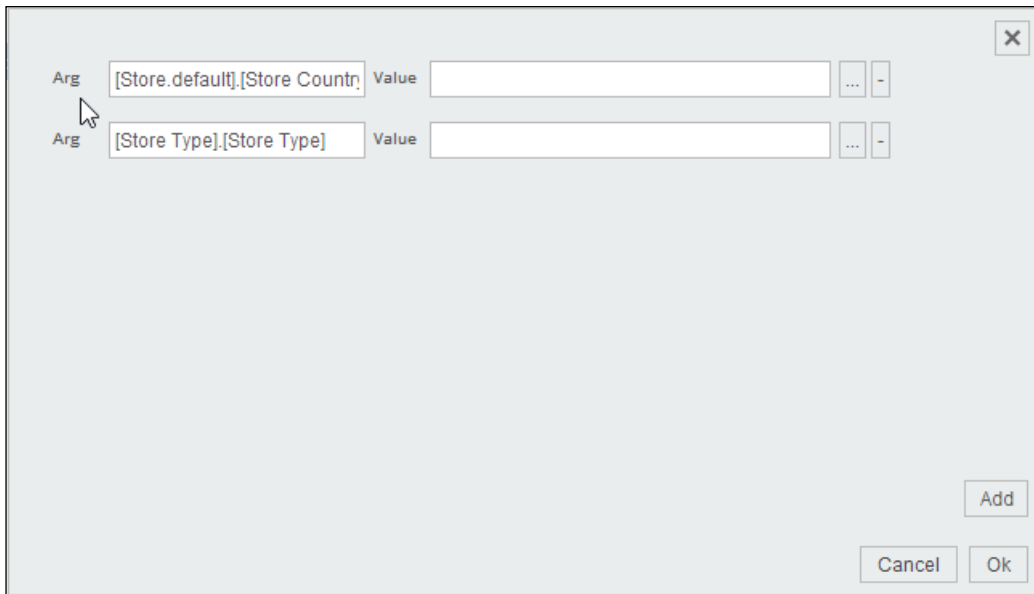 ×
Arg [Store.default].[Store Country Value ... -
Arg [Store Type].[Store Type] Value ... -
Add
Cancel Ok